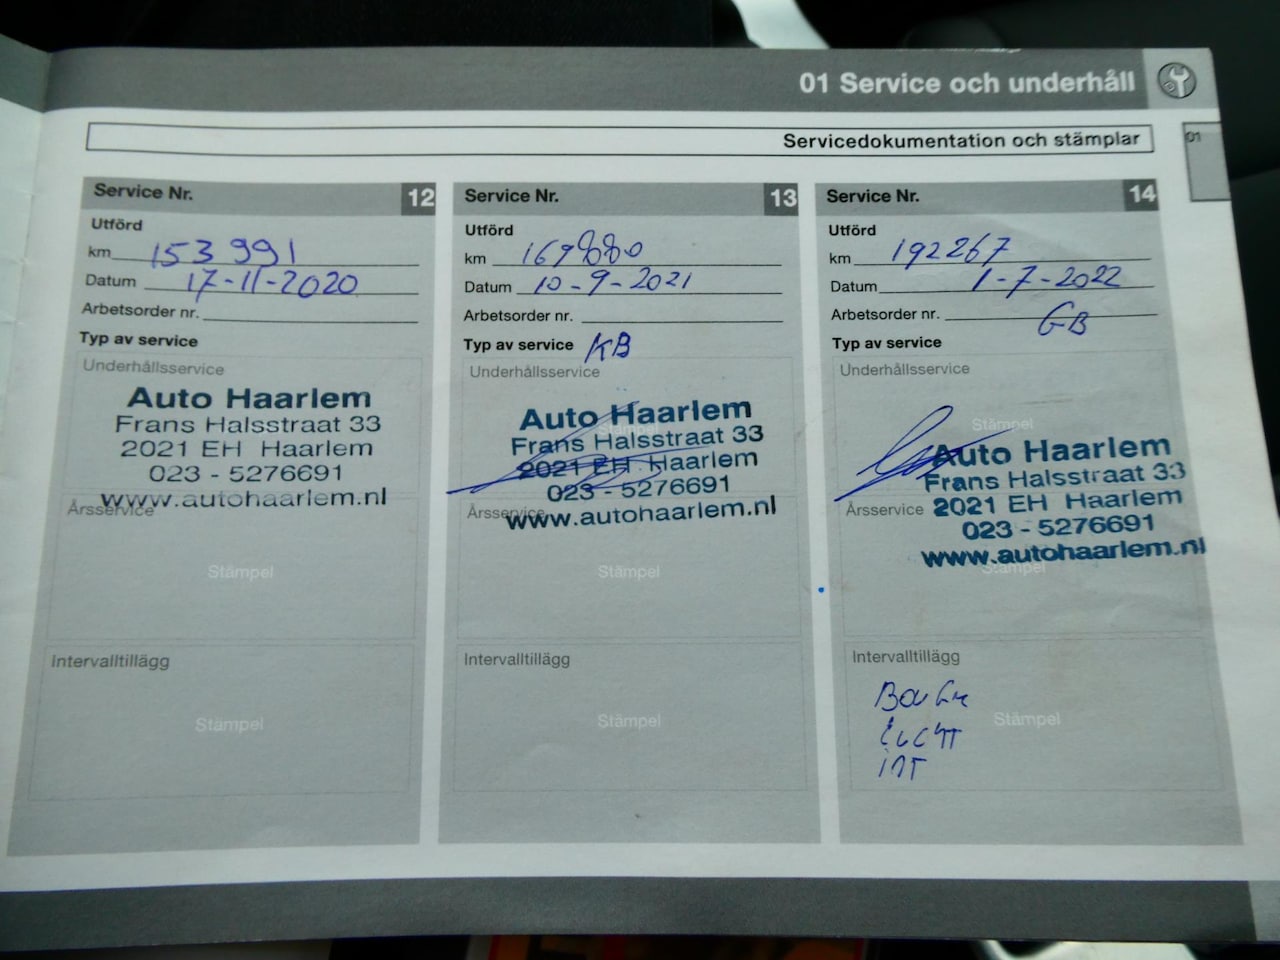 01 Service och underhåll
01
Servicedokumentation och stämplar
Service Nr. 12
Utförd
km 153 991
Datum 17-11-2020
Arbetsorder nr.
Typ av service
Underhållsservice
Auto Haarlem
Frans Halsstraat 33
2021 EH Haarlem
023 - 5276691
www.autohaarlem.nl
Årsservice
Stämpel
Intervalltillägg
Stämpel
Service Nr. 13
Utförd
km 169880
Datum 10-9-2021
Arbetsorder nr.
Typ av service KB
Underhållsservice
Stämpel
Auto Haarlem
Frans Halsstraat 33
2021 EH Haarlem
023 - 5276691
www.autohaarlem.nl
Årsservice
Stämpel
Intervalltillägg
Stämpel
Service Nr. 14
Utförd
km 192267
Datum 1-7-2022
Arbetsorder nr.
GB
Typ av service
Underhållsservice
Stämpel
Auto Haarlem
Frans Halsstraat 33
2021 EH Haarlem
023 - 5276691
www.autohaarlem.nl
Årsservice
Stämpel
Intervalltillägg
Stämpel